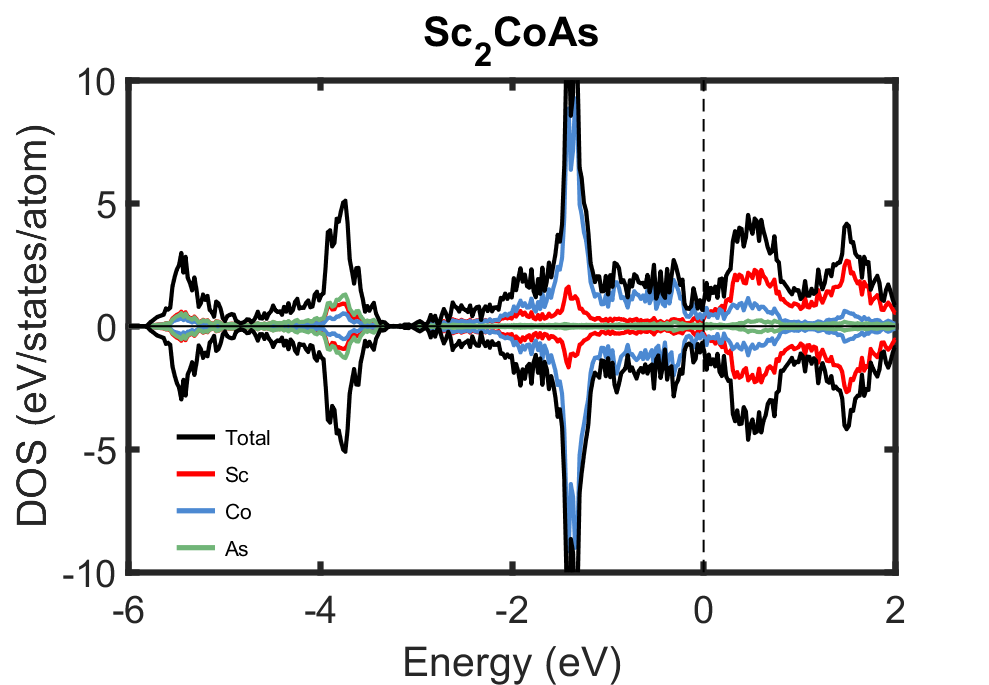 Sc₂CoAs
10
5
0
-5
-10
DOS (eV/states/atom)
Total
Sc
Co
As
-6 -4 -2 0 2
Energy (eV)